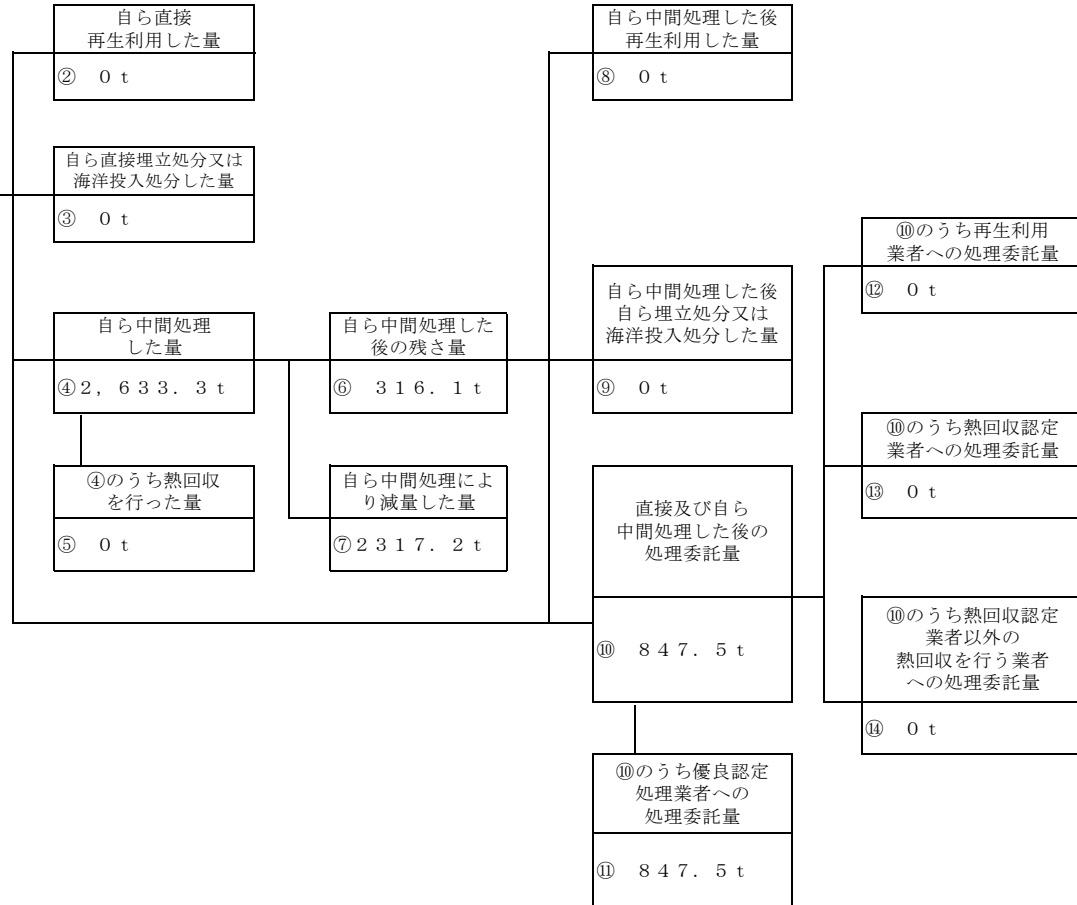 自ら直接
再生利用した量
② 0 t
自ら中間処理した後
再生利用した量
⑧ 0 t
自ら直接埋立処分又は
海洋投入処分した量
③ 0 t
⑩のうち再生利用
業者への処理委託量
⑫ 0 t
自ら中間処理
した量
④２，６３３．３ｔ
自ら中間処理した
後の残さ量
⑥ ３１６．１ｔ
自ら中間処理した後
自ら埋立処分又は
海洋投入処分した量
⑨ 0 t
⑩のうち熱回収認定
業者への処理委託量
⑬ 0 t
④のうち熱回収
を行った量
⑤ 0 t
自ら中間処理によ
り減量した量
⑦２３１７．２ｔ
直接及び自ら
中間処理した後の
処理委託量
⑩ ８４７．５ｔ
⑩のうち熱回収認定
業者以外の
熱回収を行う業者
への処理委託量
⑭ 0 t
⑩のうち優良認定
処理業者への
処理委託量
⑪ ８４７．５ｔ